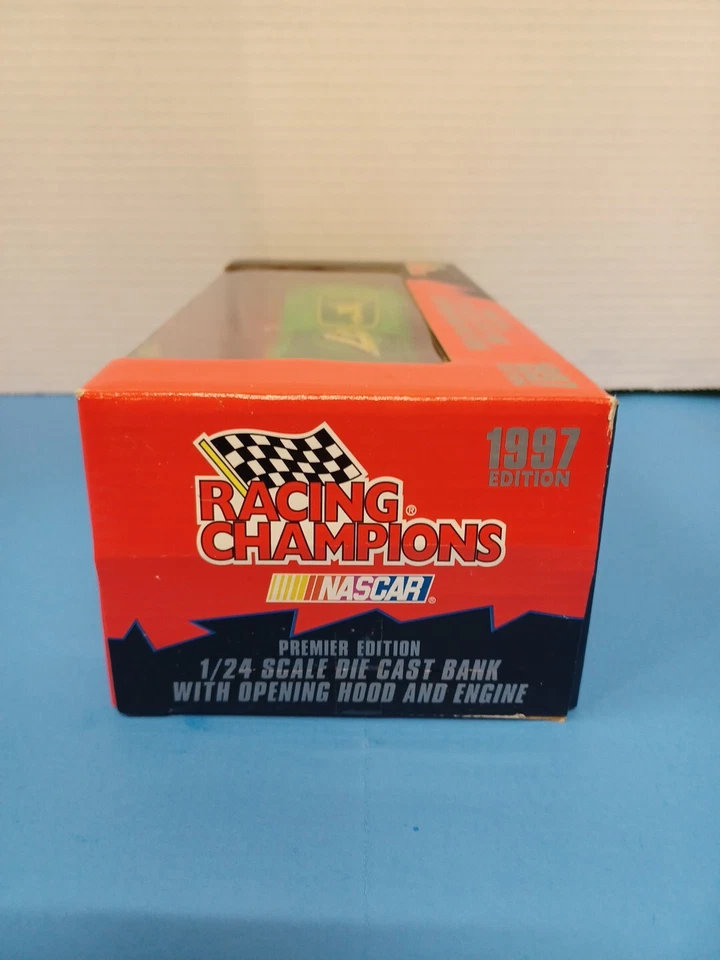 1997
EDITION
RACING®
CHAMPIONS
NASCAR®
PREMIER EDITION
1/24 SCALE DIE CAST BANK
WITH OPENING HOOD AND ENGINE